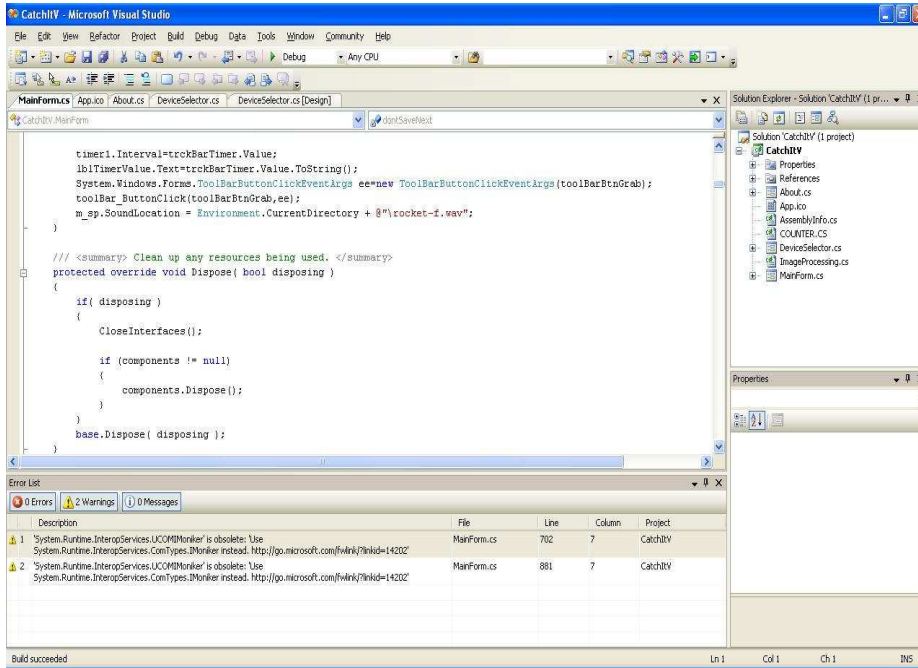 CatchItV - Microsoft Visual Studio
File Edit View Refactor Project Build Debug Data Tools Window Community Help
Debug Any CPU
MainForm.cs App.ico About.cs DeviceSelector.cs DeviceSelector.cs [Design]
CatchItV.MainForm dontSaveNext
timer1.Interval=trckBarTimer.Value;
lblTimerValue.Text=trckBarTimer.Value.ToString();
System.Windows.Forms.ToolBarButtonClickEventArgs ee=new ToolBarButtonClickEventArgs(toolBarBtnGrab);
toolBar_ButtonClick(toolBarBtnGrab,ee);
m_sp.SoundLocation = Environment.CurrentDirectory + @"\rocket-f.wav";
}
/// <summary> Clean up any resources being used. </summary>
protected override void Dispose( bool disposing )
{
if( disposing )
{
CloseInterfaces();
if (components != null)
{
components.Dispose();
}
}
base.Dispose( disposing );
}
Solution Explorer - Solution 'CatchItV' (1 pr...
Solution 'CatchItV' (1 project)
CatchItV
Properties
References
About.cs
App.ico
AssemblyInfo.cs
COUNTER.CS
DeviceSelector.cs
ImageProcessing.cs
MainForm.cs
Properties
Error List
0 Errors 2 Warnings 0 Messages
Description File Line Column Project
1 'System.Runtime.InteropServices.UCOMIMoniker' is obsolete: 'Use MainForm.cs 702 7 CatchItV
System.Runtime.InteropServices.ComTypes.IMoniker instead. http://go.microsoft.com/fwlink/?linkid=14202'
2 'System.Runtime.InteropServices.UCOMIMoniker' is obsolete: 'Use MainForm.cs 881 7 CatchItV
System.Runtime.InteropServices.ComTypes.IMoniker instead. http://go.microsoft.com/fwlink/?linkid=14202'
Build succeeded Ln 1 Col 1 Ch 1 INS